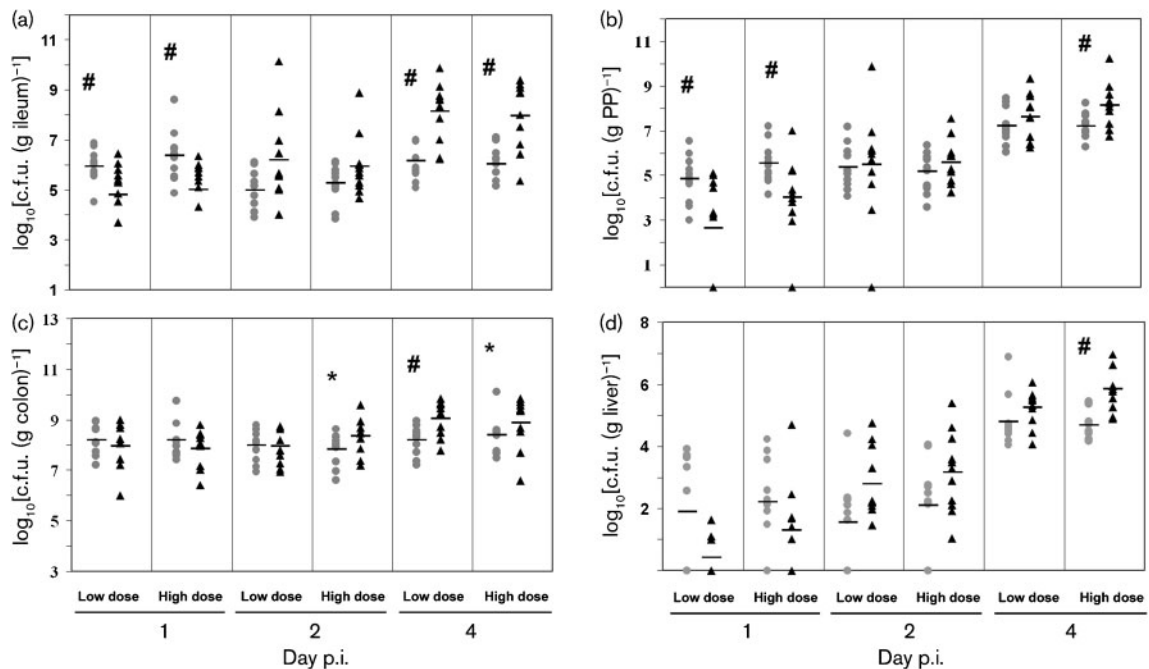 (a)
log10[c.f.u. (g ileum)−1]
11
9
7
5
3
1
#
#
#
#
(b)
log10[c.f.u. (g PP)−1]
11
9
7
5
3
1
#
#
#
(c)
log10[c.f.u. (g colon)−1]
13
11
9
7
5
3
*
#
*
(d)
log10[c.f.u. (g liver)−1]
8
6
4
2
#
Low dose High dose Low dose High dose Low dose High dose
1 2 4
Day p.i.
Low dose High dose Low dose High dose Low dose High dose
1 2 4
Day p.i.